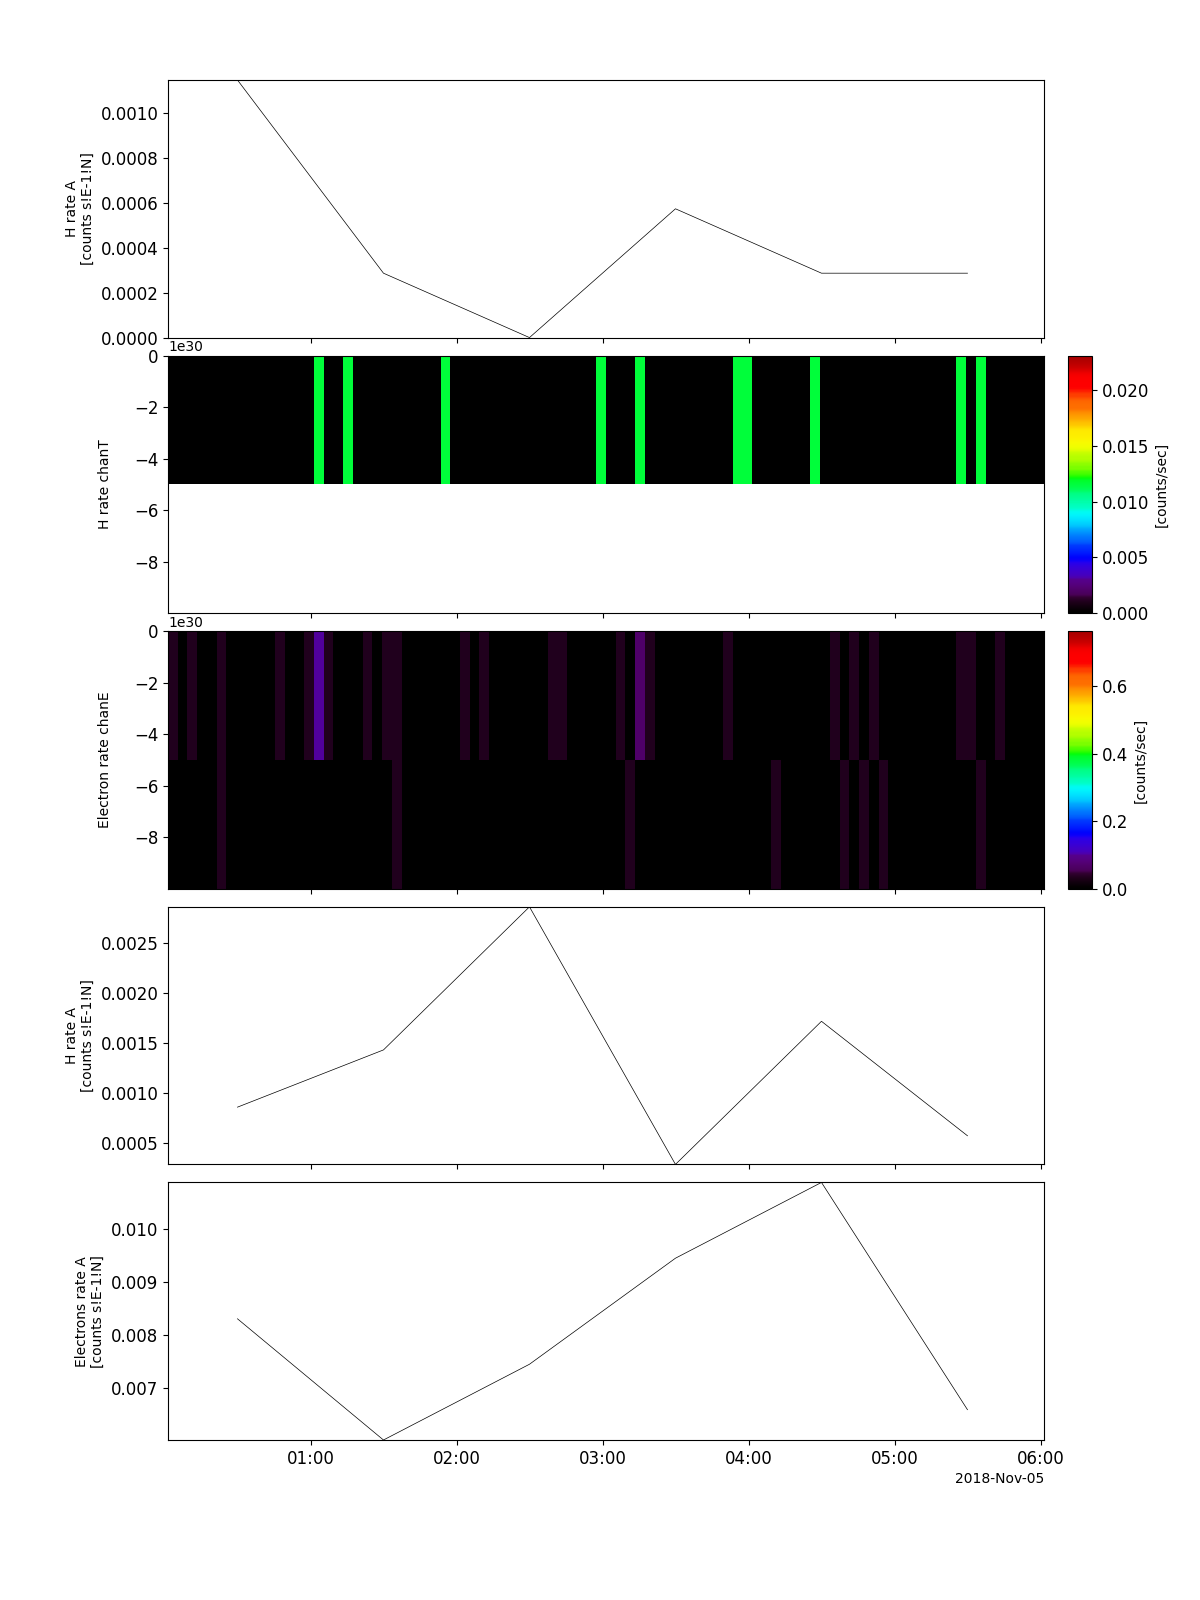 0.0010
0.0008
0.0006
0.0004
0.0002
0.0000
H rate A
[counts s!E-1!N]
1e30
0
−2
−4
−6
−8
H rate chanT
0.020
0.015
0.010
0.005
0.000
[counts/sec]
1e30
0
−2
−4
−6
−8
Electron rate chanE
0.6
0.4
0.2
0.0
[counts/sec]
0.0025
0.0020
0.0015
0.0010
0.0005
H rate A
[counts s!E-1!N]
0.010
0.009
0.008
0.007
Electrons rate A
[counts s!E-1!N]
01:00 02:00 03:00 04:00 05:00 06:00
2018-Nov-05